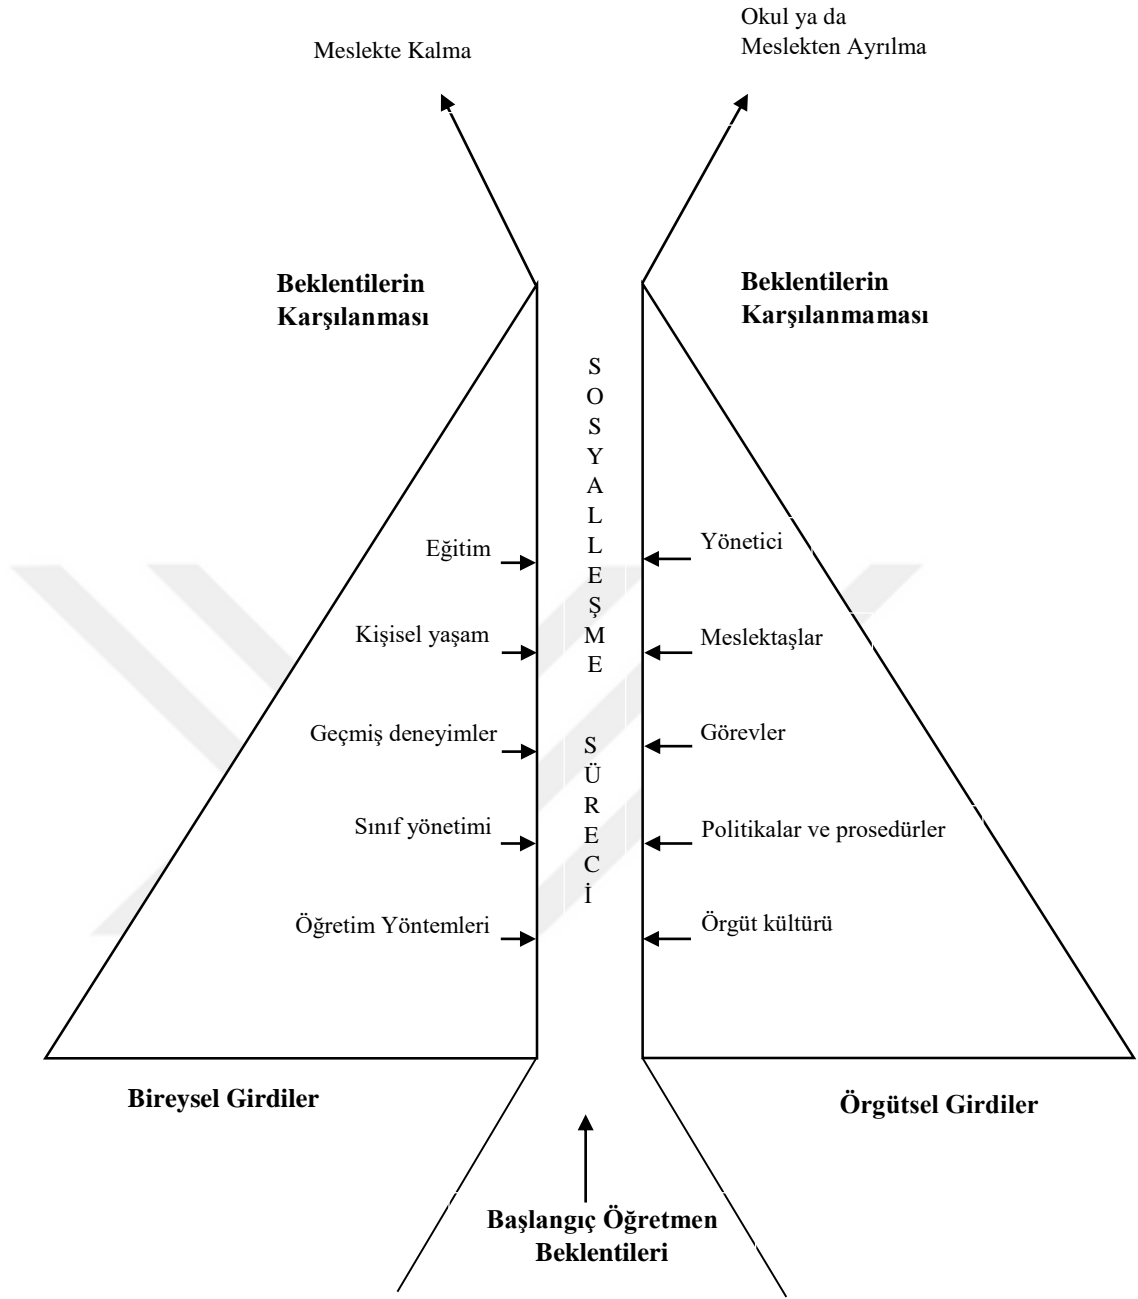 Okul ya da
Meslekten Ayrılma
Meslekte Kalma
Beklentilerin
Karşılanması
Beklentilerin
Karşılanmaması
S
O
S
Y
A
L
L
E
Ş
M
E
S
Ü
R
E
C
İ
Eğitim
Kişisel yaşam
Geçmiş deneyimler
Sınıf yönetimi
Öğretim Yöntemleri
Yönetici
Meslektaşlar
Görevler
Politikalar ve prosedürler
Örgüt kültürü
Bireysel Girdiler
Örgütsel Girdiler
Başlangıç Öğretmen
Beklentileri